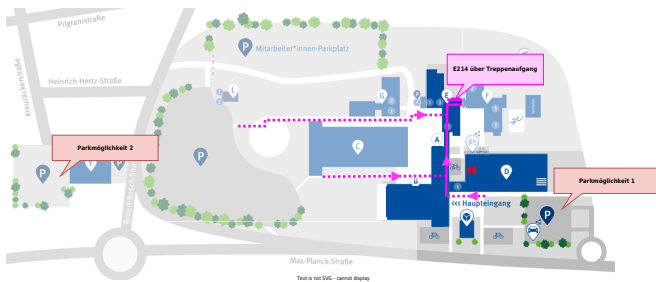 Pilgramstraße
P
Mitarbeiter*innen-Parkplatz
E214 über Treppenaufgang
Heinrich-Hertz-Straße
Kreuzäckerstraße
L
G
E
F
P
A
C
D
Parkmöglichkeit 2
P
V
P
Parkmöglichkeit 1
B
‹‹‹ Haupteingang
P
Max-Planck-Straße
Text is not SVG - cannot display